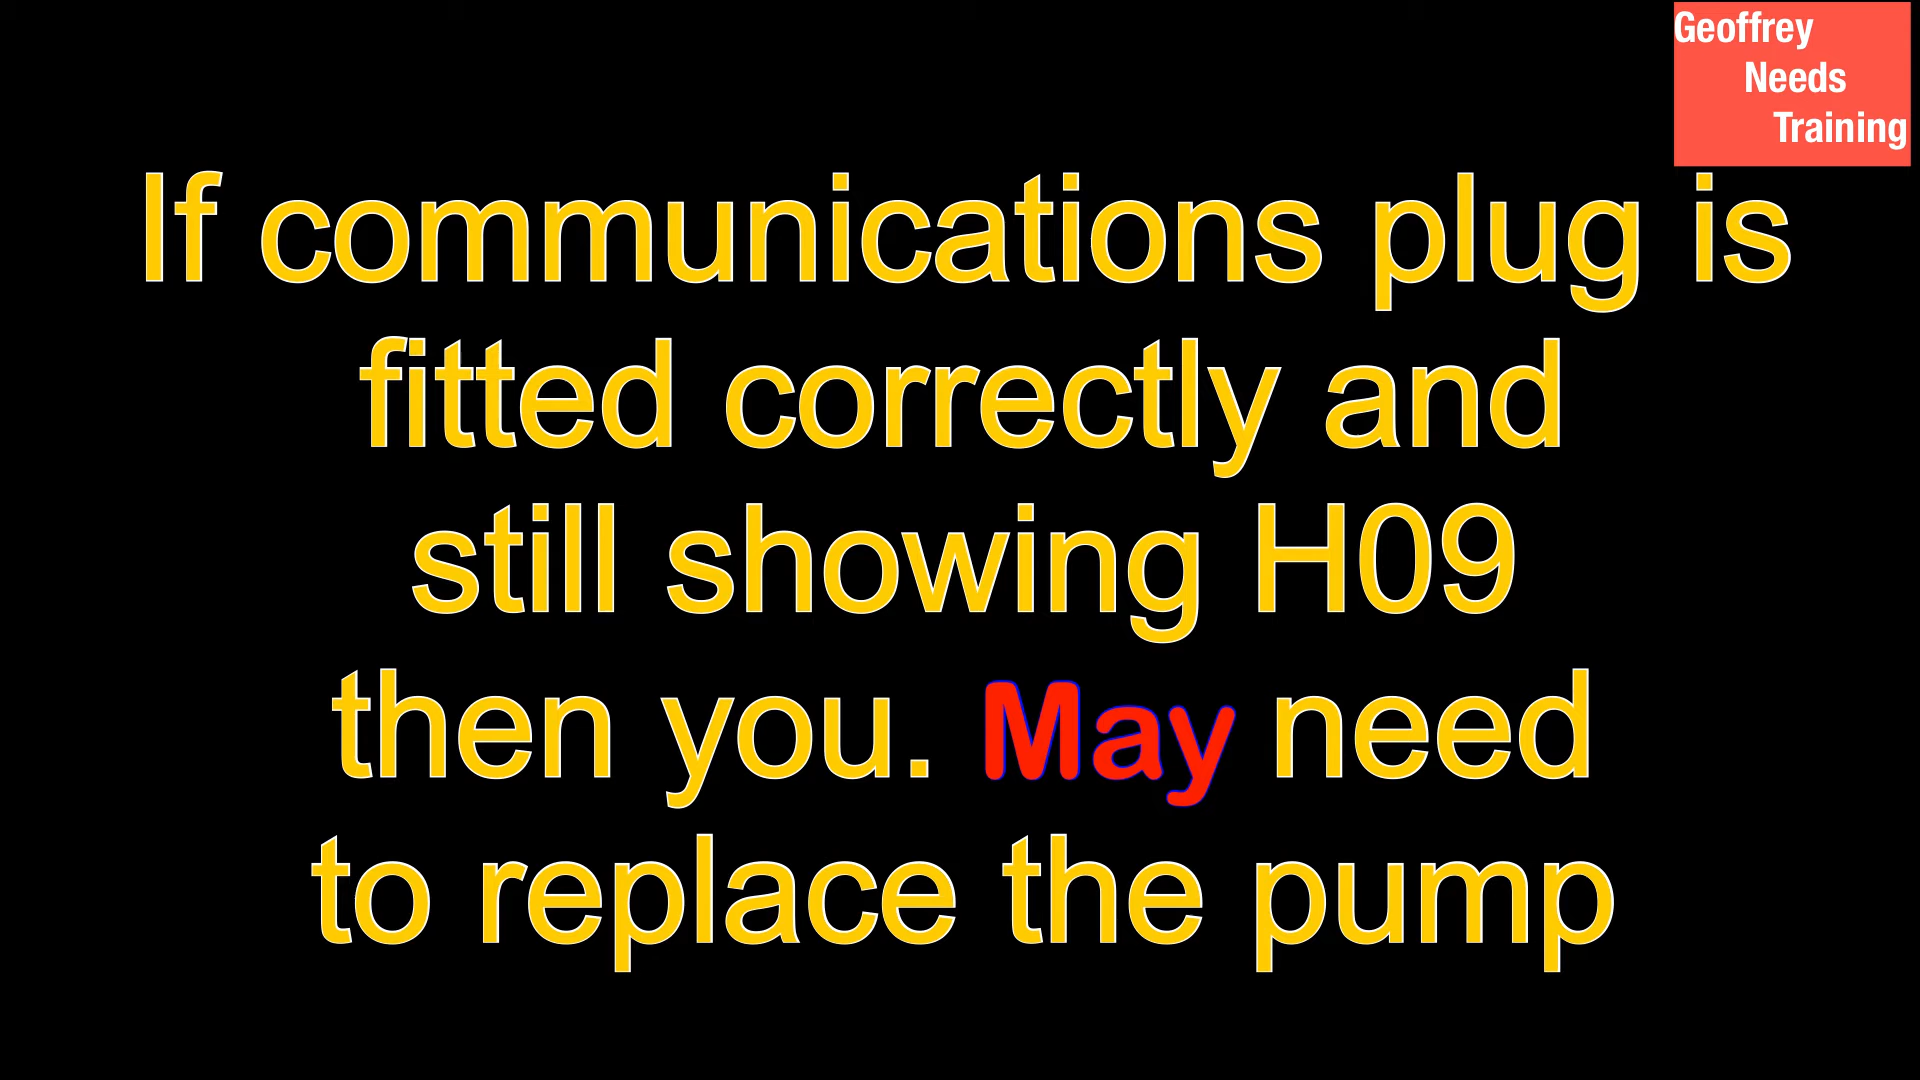 Geoffrey
Needs
Training
If communications plug is
fitted correctly and
still showing H09
then you. May need
to replace the pump